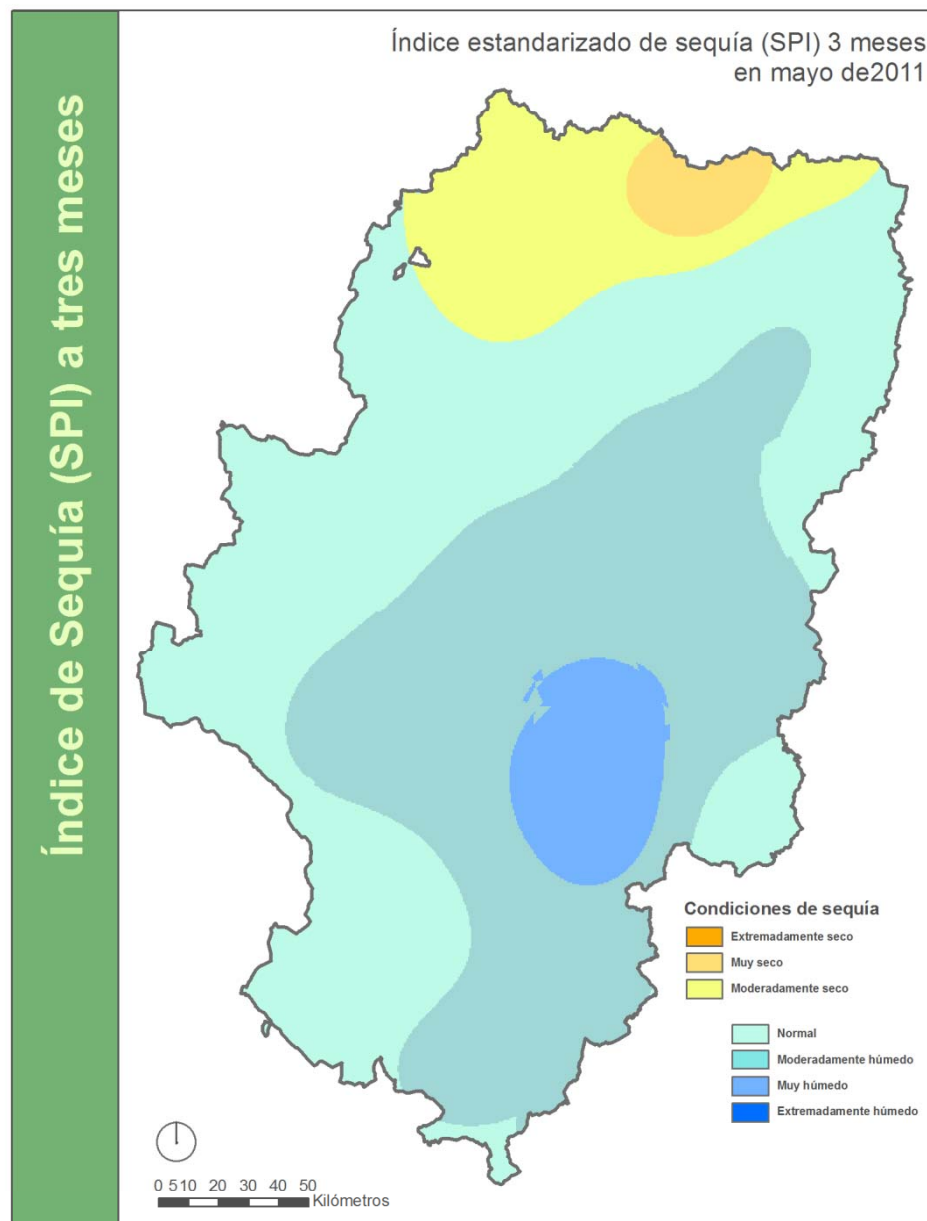 Índice de Sequía (SPI) a tres meses
Índice estandarizado de sequía (SPI) 3 meses
en mayo de2011
Condiciones de sequía
Extremadamente seco
Muy seco
Moderadamente seco
Normal
Moderadamente húmedo
Muy húmedo
Extremadamente húmedo
0 5 10 20 30 40 50
Kilómetros